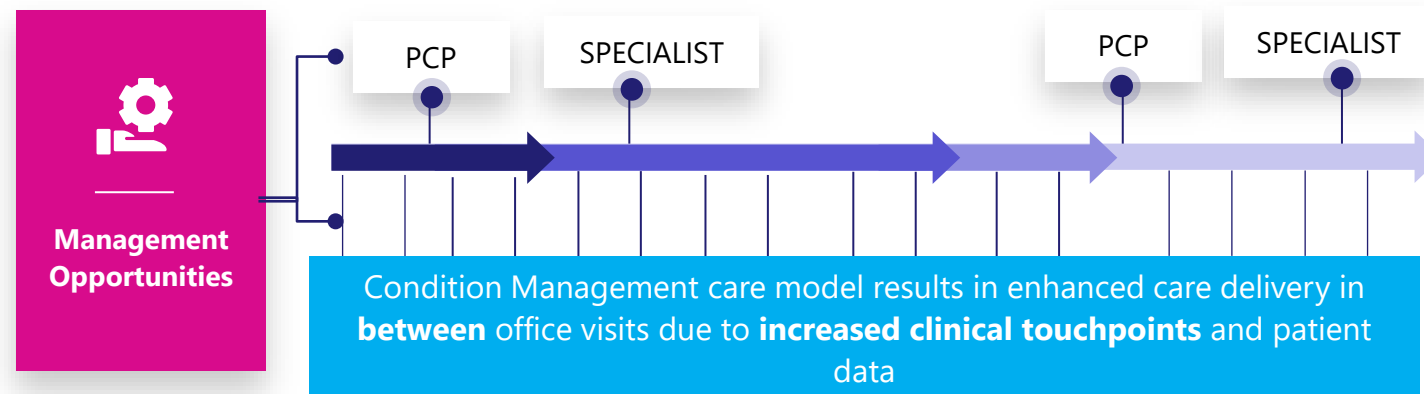 PCP
SPECIALIST
PCP
SPECIALIST
Management
Opportunities
Condition Management care model results in enhanced care delivery in
between office visits due to increased clinical touchpoints and patient
data